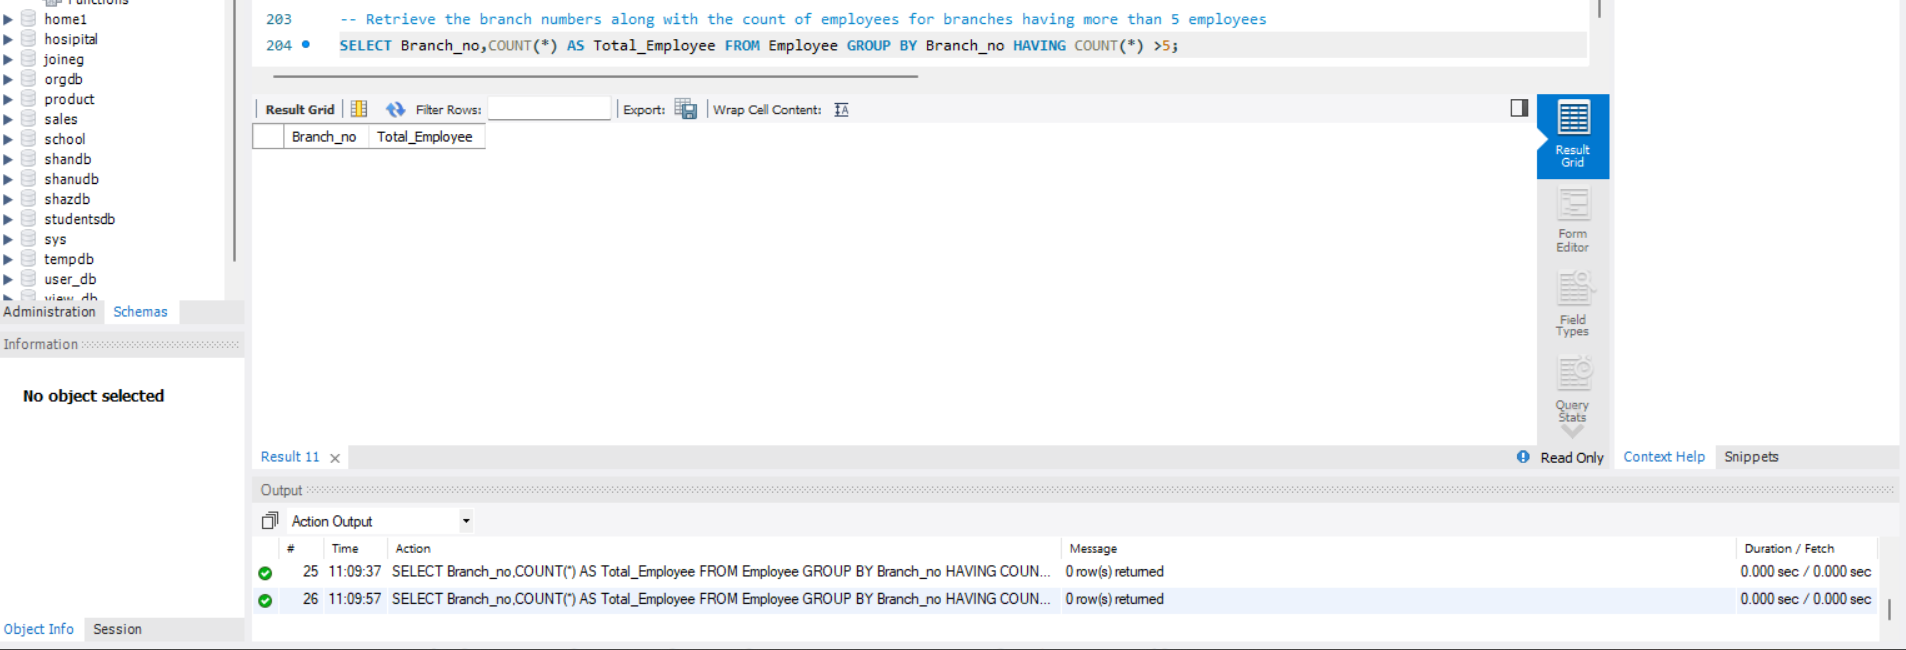 Functions
home1
hosipital
joineg
orgdb
product
sales
school
shandb
shanudb
shazdb
studentsdb
sys
tempdb
user_db
view_db
Administration Schemas
Information
No object selected
Object Info Session
203 -- Retrieve the branch numbers along with the count of employees for branches having more than 5 employees
204 SELECT Branch_no,COUNT(*) AS Total_Employee FROM Employee GROUP BY Branch_no HAVING COUNT(*) >5;
Result Grid Filter Rows: Export: Wrap Cell Content: IA
Branch_no Total_Employee
Result
Grid
Form
Editor
Field
Types
Query
Stats
Result 11 Read Only Context Help Snippets
Output
Action Output
# Time Action Message Duration / Fetch
25 11:09:37 SELECT Branch_no,COUNT(*) AS Total_Employee FROM Employee GROUP BY Branch_no HAVING COUN... 0 row(s) returned 0.000 sec / 0.000 sec
26 11:09:57 SELECT Branch_no,COUNT(*) AS Total_Employee FROM Employee GROUP BY Branch_no HAVING COUN... 0 row(s) returned 0.000 sec / 0.000 sec